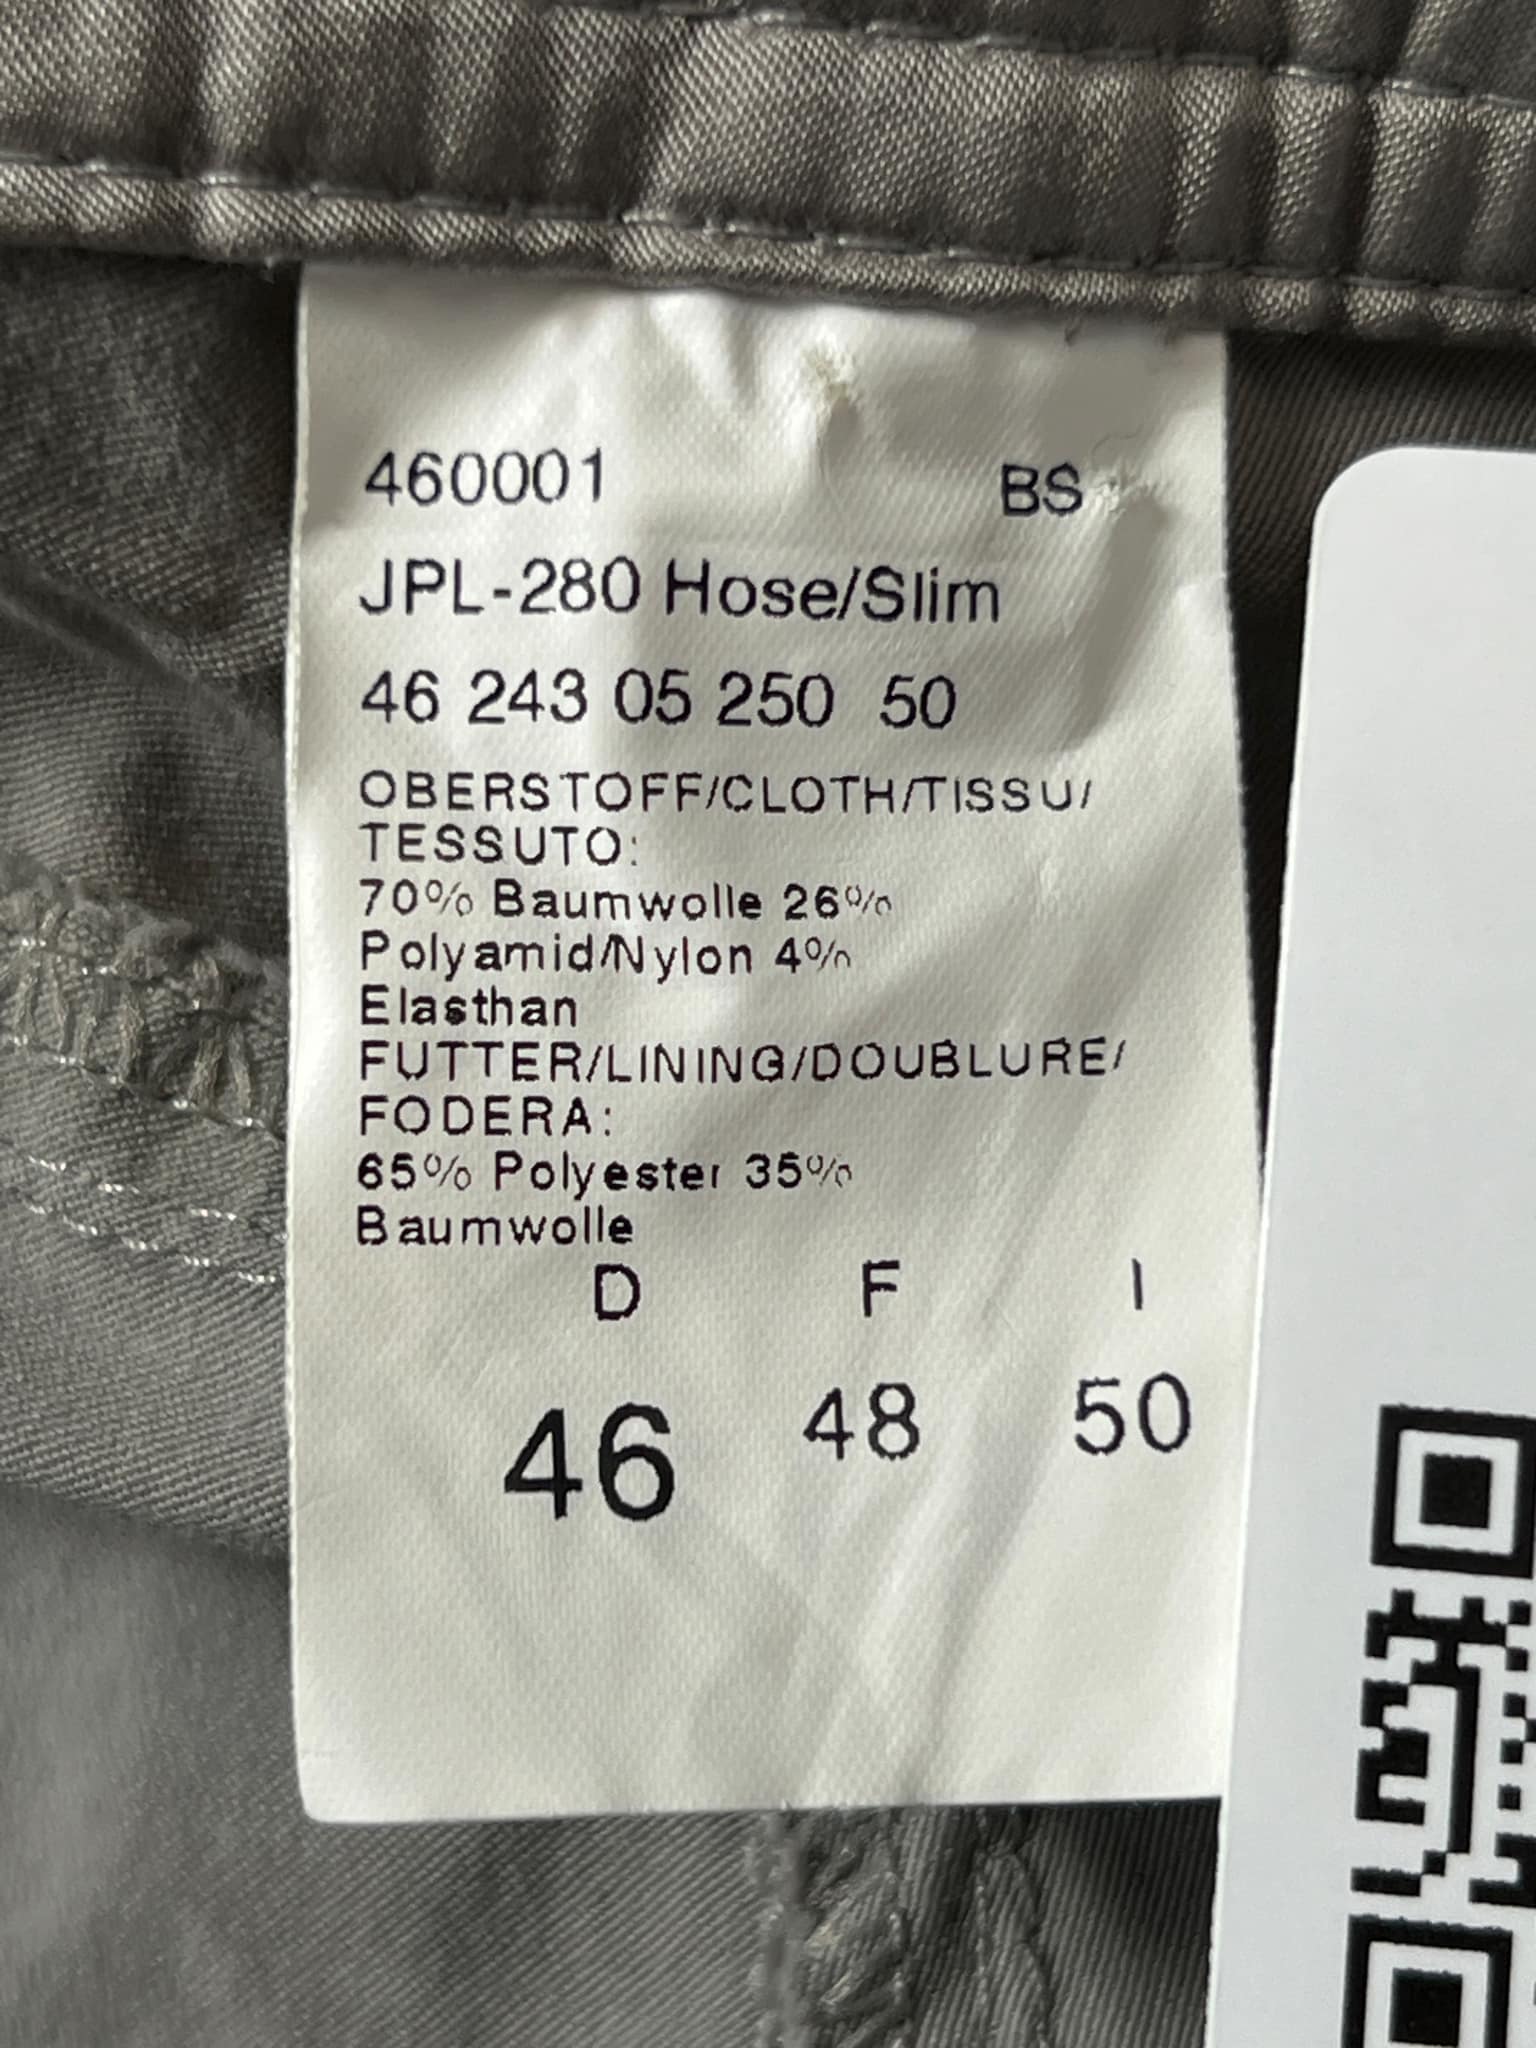 460001 BS
JPL-280 Hose/Slim
46 243 05 250 50
OBERSTOFF/CLOTH/TISSU/
TESSUTO:
70% Baumwolle 26%
Polyamid/Nylon 4%
Elasthan
FUTTER/LINING/DOUBLURE/
FODERA:
65% Polyester 35%
Baumwolle
D F I
46 48 50